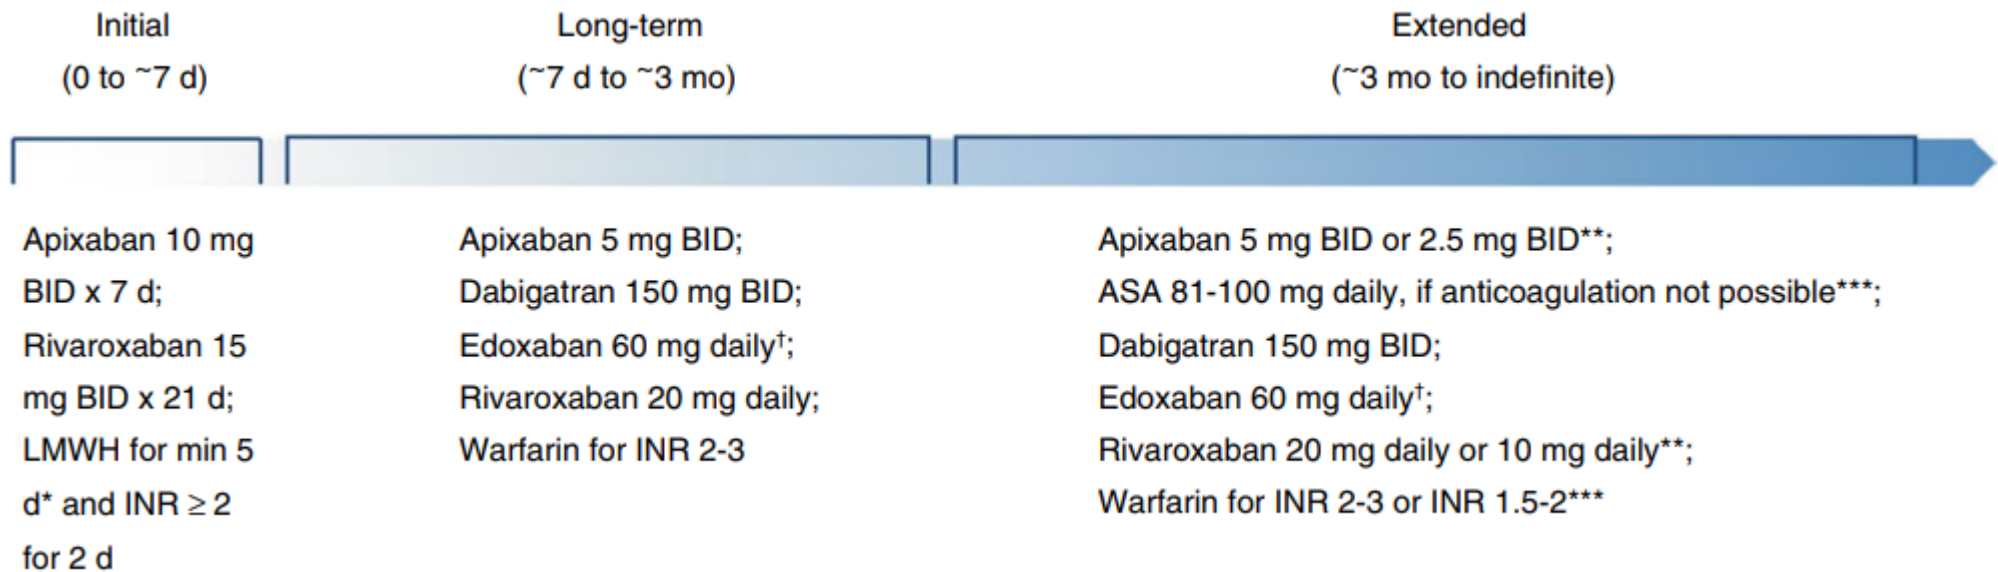 Initial
(0 to ~7 d)
Long-term
(~7 d to ~3 mo)
Extended
(~3 mo to indefinite)
Apixaban 10 mg
BID x 7 d;
Rivaroxaban 15
mg BID x 21 d;
LMWH for min 5
d* and INR ≥ 2
for 2 d
Apixaban 5 mg BID;
Dabigatran 150 mg BID;
Edoxaban 60 mg daily†;
Rivaroxaban 20 mg daily;
Warfarin for INR 2-3
Apixaban 5 mg BID or 2.5 mg BID**;
ASA 81-100 mg daily, if anticoagulation not possible***;
Dabigatran 150 mg BID;
Edoxaban 60 mg daily†;
Rivaroxaban 20 mg daily or 10 mg daily**;
Warfarin for INR 2-3 or INR 1.5-2***